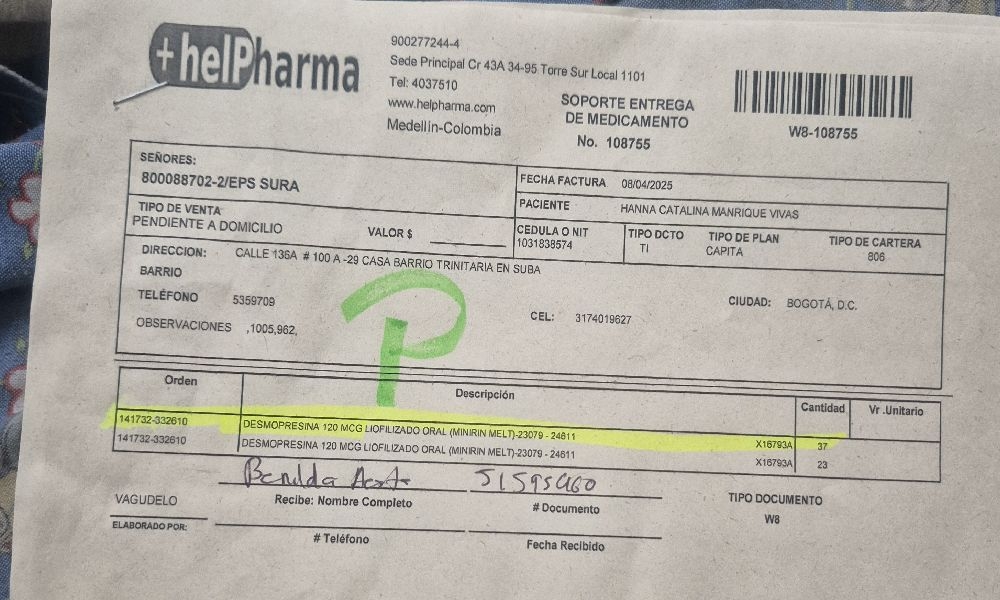 +helPharma
900277244-4
Sede Principal Cr 43A 34-95 Torre Sur Local 1101
Tel: 4037510
www.helpharma.com
Medellín-Colombia
SOPORTE ENTREGA
DE MEDICAMENTO
No. 108755
W8-108755
SEÑORES:
800088702-2/EPS SURA
FECHA FACTURA 08/04/2025
PACIENTE HANNA CATALINA MANRIQUE VIVAS
TIPO DE VENTA
PENDIENTE A DOMICILIO
VALOR $
CEDULA O NIT
1031838574
TIPO DCTO
TI
TIPO DE PLAN
CAPITA
TIPO DE CARTERA
806
DIRECCION: CALLE 136A # 100 A -29 CASA BARRIO TRINITARIA EN SUBA
BARRIO
TELÉFONO 5359709
CEL: 3174019627
CIUDAD: BOGOTÁ, D.C.
OBSERVACIONES ,1005,962,
P
Orden Descripción Cantidad Vr .Unitario
141732-332610 DESMOPRESINA 120 MCG LIOFILIZADO ORAL (MINIRIN MELT)-23079 - 24611 X16793A 37
141732-332610 DESMOPRESINA 120 MCG LIOFILIZADO ORAL (MINIRIN MELT)-23079 - 24611 X16793A 23
VAGUDELO
ELABORADO POR:
Recibe: Nombre Completo
# Documento
TIPO DOCUMENTO
W8
# Teléfono
Fecha Recibido